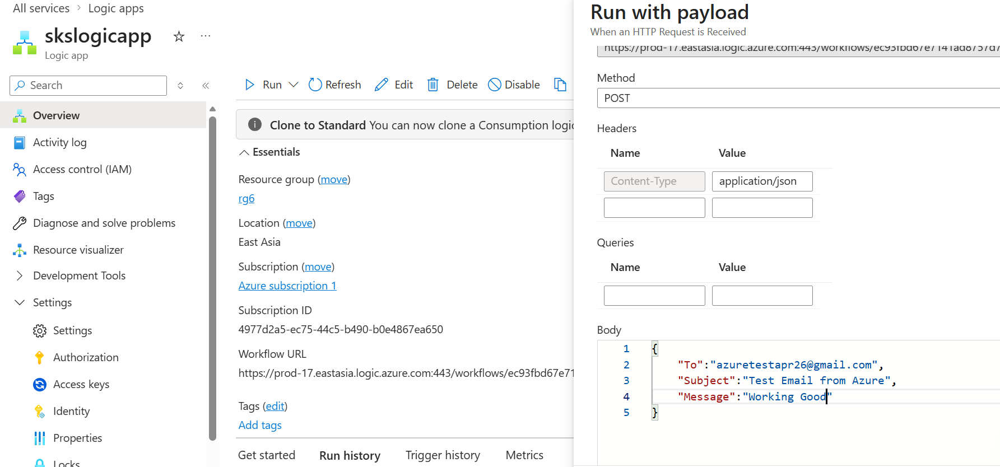 All services > Logic apps
skslogicapp
Logic app
Search
Overview
Activity log
Access control (IAM)
Tags
Diagnose and solve problems
Resource visualizer
Development Tools
Settings
Settings
Authorization
Access keys
Identity
Properties
Locks
Run
Refresh
Edit
Delete
Disable
Clone to Standard You can now clone a Consumption logic
Essentials
Resource group (move)
rg6
Location (move)
East Asia
Subscription (move)
Azure subscription 1
Subscription ID
4977d2a5-ec75-44c5-b490-b0e4867ea650
Workflow URL
https://prod-17.eastasia.logic.azure.com:443/workflows/ec93fbd67e71
Tags (edit)
Add tags
Get started Run history Trigger history Metrics
Run with payload
When an HTTP Request is Received
https://prod-17.eastasia.logic.azure.com:443/workflows/ec93fbd67e7141ad8757d7
Method
POST
Headers
Name Value
Content-Type application/json
Queries
Name Value
Body
1 {
2 "To":"azuretestapr26@gmail.com",
3 "Subject":"Test Email from Azure",
4 "Message":"Working Good"
5 }